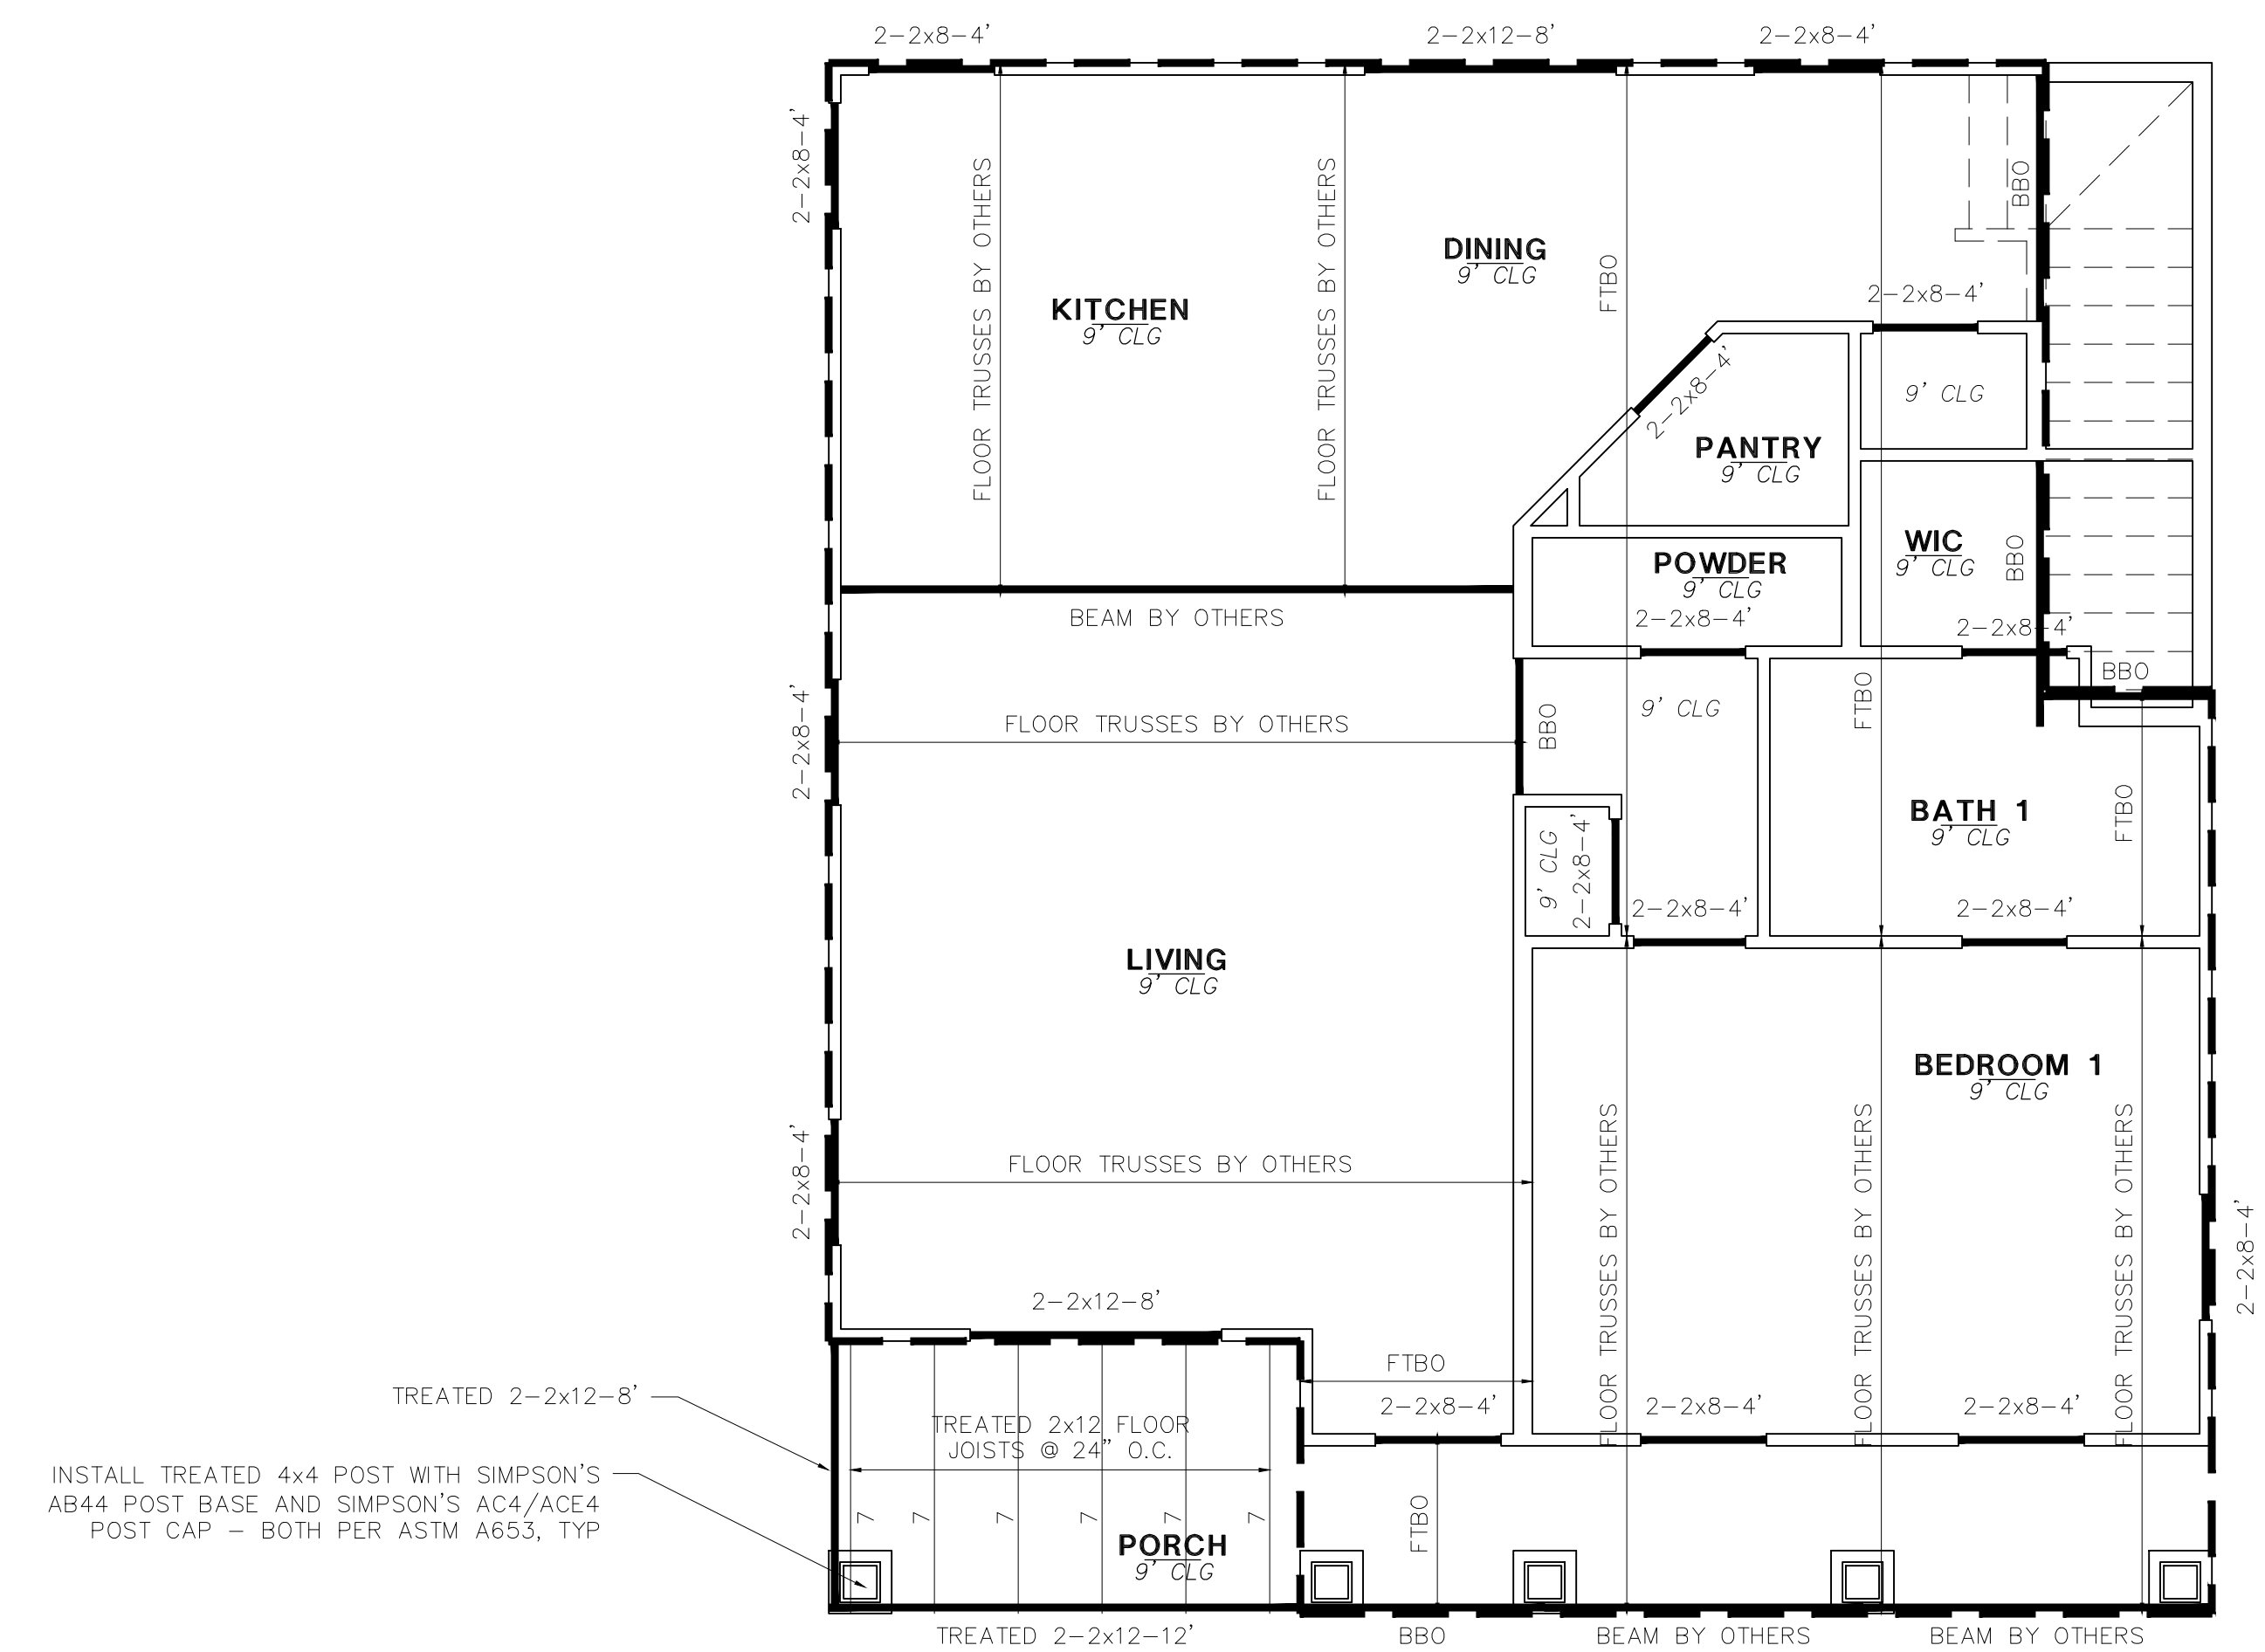 2-2x8-4'
2-2x12-8'
2-2x8-4'
2-2x8-4'
FLOOR TRUSSES BY OTHERS
FLOOR TRUSSES BY OTHERS
KITCHEN
9' CLG
DINING
9' CLG
FTBO
BBO
2-2x8-4'
2-2x8-4'
9' CLG
PANTRY
9' CLG
WIC
9' CLG
BBO
POWDER
9' CLG
2-2x8-4'
2-2x8-4'
BEAM BY OTHERS
BBO
2-2x8-4'
FLOOR TRUSSES BY OTHERS
BBO
9' CLG
FTBO
BATH 1
9' CLG
FTBO
9' CLG
2-2x8-4'
2-2x8-4'
2-2x8-4'
LIVING
9' CLG
BEDROOM 1
9' CLG
2-2x8-4'
FLOOR TRUSSES BY OTHERS
FLOOR TRUSSES BY OTHERS
FLOOR TRUSSES BY OTHERS
FLOOR TRUSSES BY OTHERS
2-2x8-4'
2-2x12-8'
FTBO
2-2x8-4'
2-2x8-4'
2-2x8-4'
TREATED 2-2x12-8'
TREATED 2x12 FLOOR
JOISTS @ 24" O.C.
INSTALL TREATED 4x4 POST WITH SIMPSON'S
AB44 POST BASE AND SIMPSON'S AC4/ACE4
POST CAP - BOTH PER ASTM A653, TYP
7
7
7
7
7
7
PORCH
9' CLG
FTBO
TREATED 2-2x12-12'
BBO
BEAM BY OTHERS
BEAM BY OTHERS